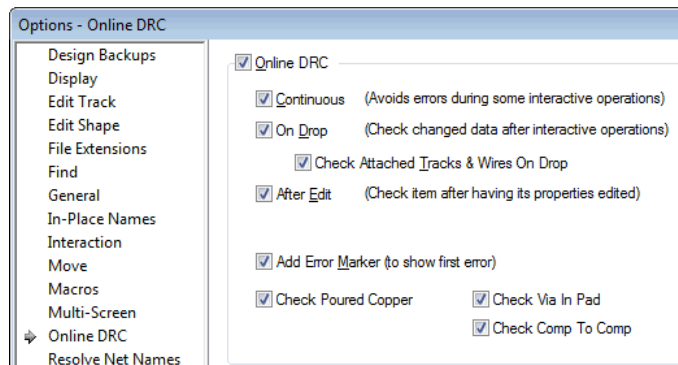 Options - Online DRC
Design Backups
Display
Edit Track
Edit Shape
File Extensions
Find
General
In-Place Names
Interaction
Move
Macros
Multi-Screen
Online DRC
Resolve Net Names
Online DRC
Continuous (Avoids errors during some interactive operations)
On Drop (Check changed data after interactive operations)
Check Attached Tracks & Wires On Drop
After Edit (Check item after having its properties edited)
Add Error Marker (to show first error)
Check Poured Copper Check Via In Pad
Check Comp To Comp